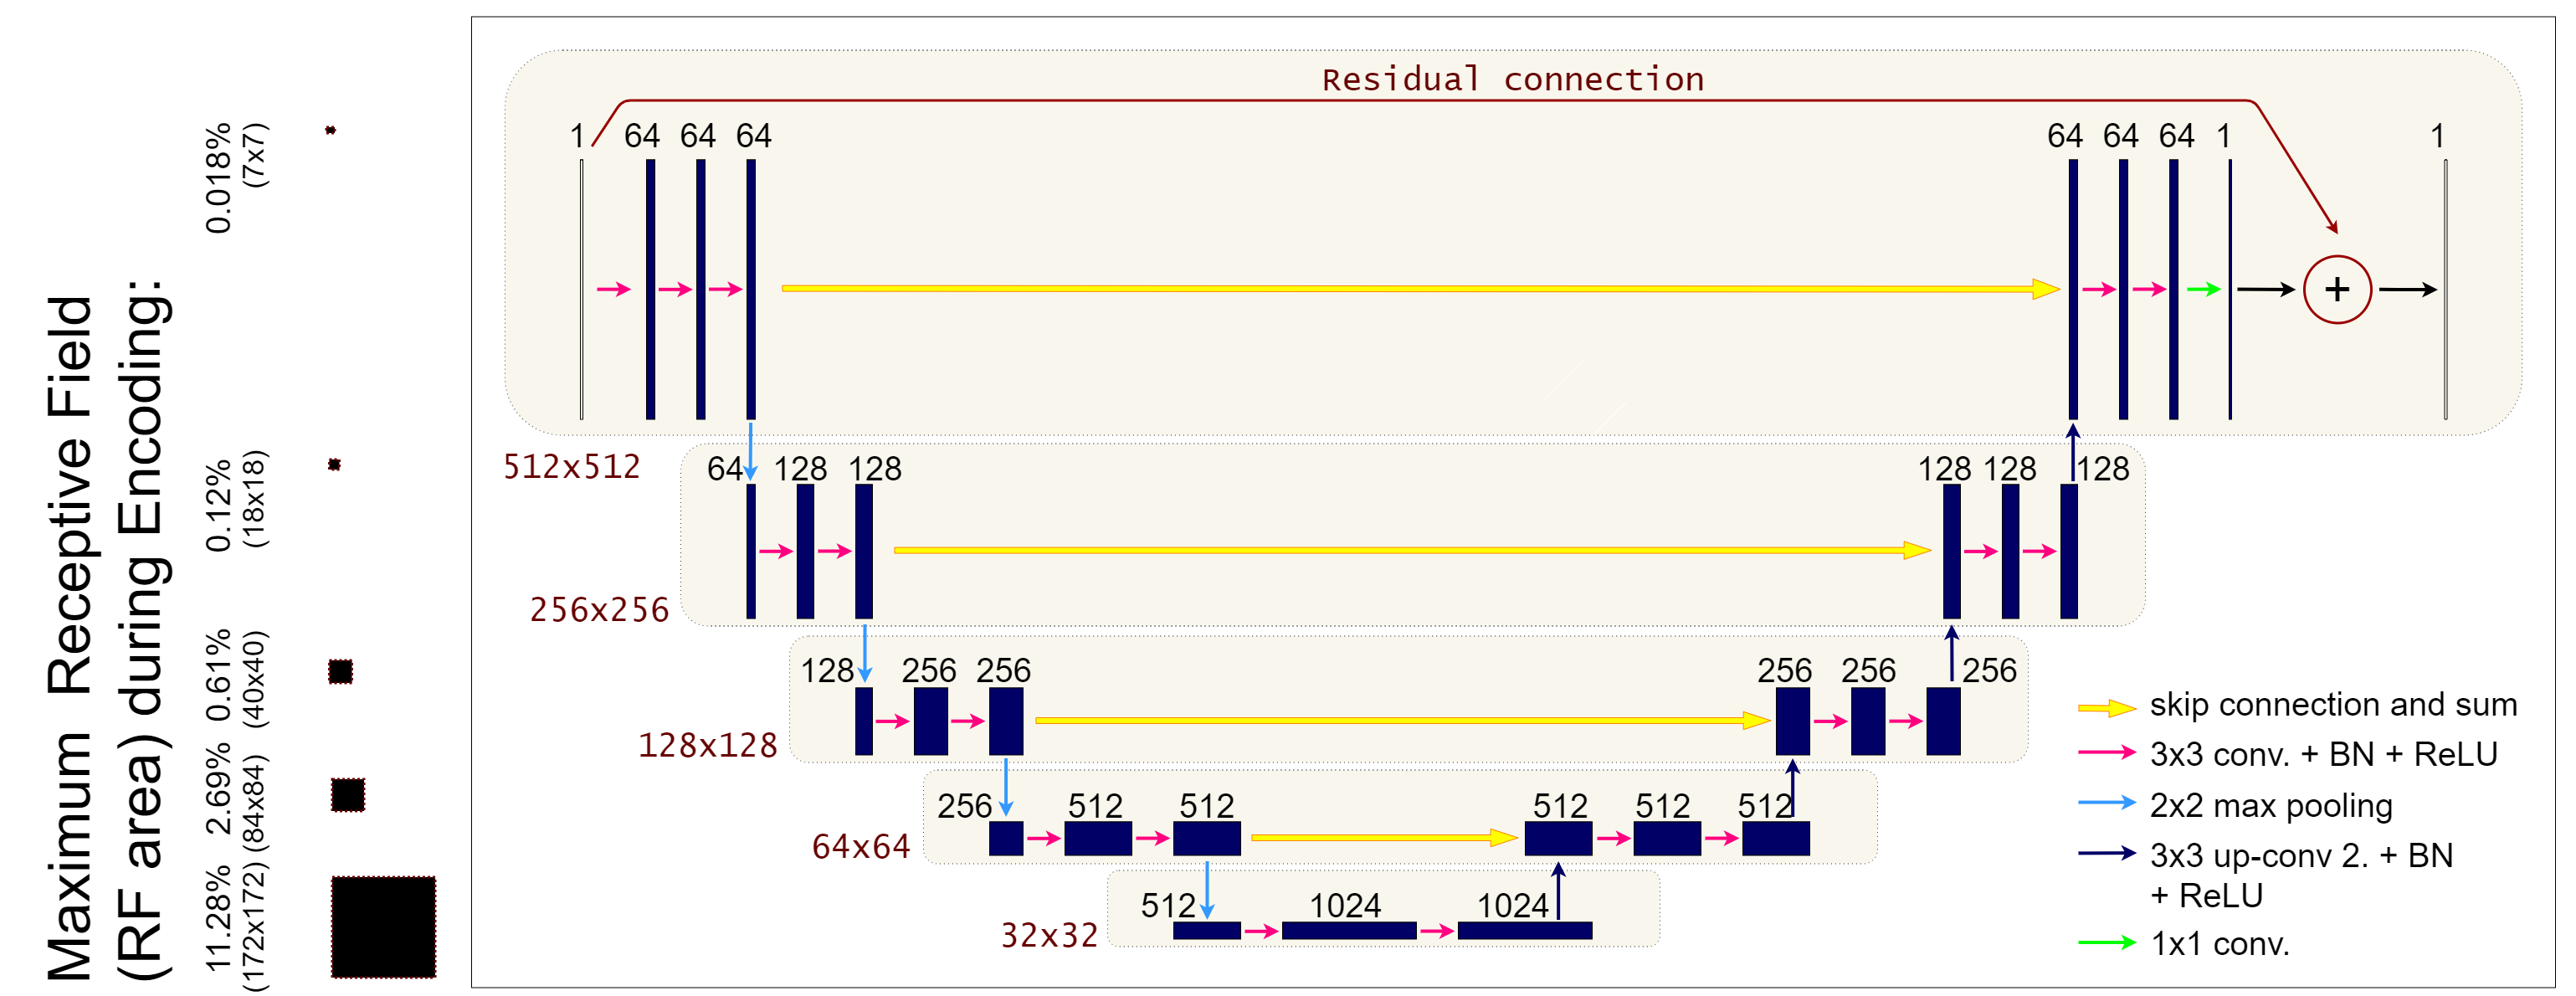 Maximum Receptive Field
(RF area) during Encoding:
0.018%
(7x7)
0.12%
(18x18)
0.61%
(40x40)
2.69%
(84x84)
11.28%
(172x172)
Residual connection
1 64 64 64 64 64 64 1 1
+
512x512
64 128 128 128 128 128
256x256
128 256 256 256 256 256
128x128
256 512 512 512 512 512
64x64
512 1024 1024
32x32
skip connection and sum
3x3 conv. + BN + ReLU
2x2 max pooling
3x3 up-conv 2. + BN
+ ReLU
1x1 conv.